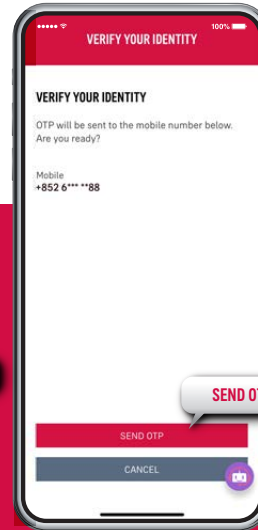 100%
VERIFY YOUR IDENTITY
VERIFY YOUR IDENTITY
OTP will be sent to the mobile number below.
Are you ready?
Mobile
+852 6*** **88
SEND
SEND OTP
CANCEL